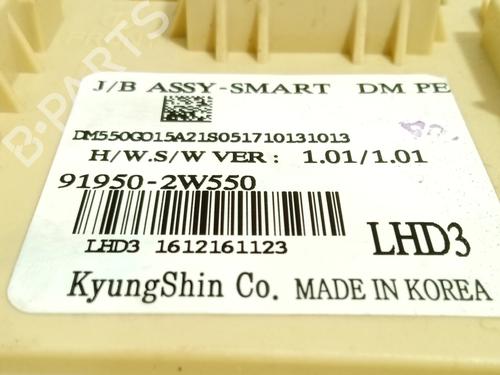 J/B ASSY-SMART DM PE
DM550G015A21S051710131013
H/W.S/W VER : 1.01/1.01
91950-2W550
LHD3 1612161123
LHD3
KyungShin Co. MADE IN KOREA
B-PARTS